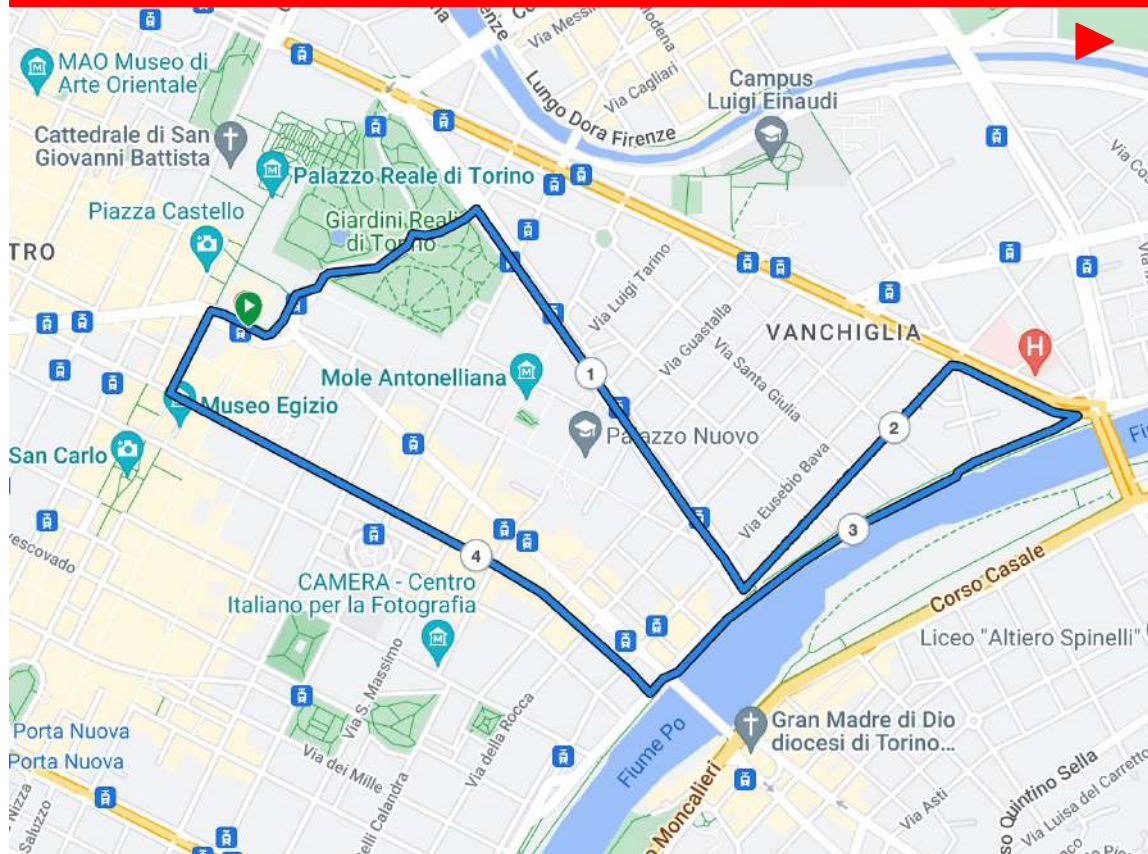 Via Messina
Modena
Via Cagliari
Lungo Dora Firenze
MAO Museo di
Arte Orientale
Campus
Luigi Einaudi
Cattedrale di San
Giovanni Battista
Palazzo Reale di Torino
Piazza Castello
Giardini Reali
di Torino
TRO
Via Luigi Tarino
Via Guastalla
Via Santa Giulia
VANCHIGLIA
H
1
Mole Antonelliana
Museo Egizio
Palazzo Nuovo
2
San Carlo
Via Eusebio Bava
3
4
CAMERA - Centro
Italiano per la Fotografia
Corso Casale
Liceo "Altiero Spinelli"
Via S. Massimo
Via della Rocca
Fiume Po
Gran Madre di Dio
diocesi di Torino...
Porta Nuova
Porta Nuova
Via dei Mille
Moncalieri
Via Asti
Quintino Sella
Via Luisa del Carretto
Nizza
Saluzzo
elli Calandra